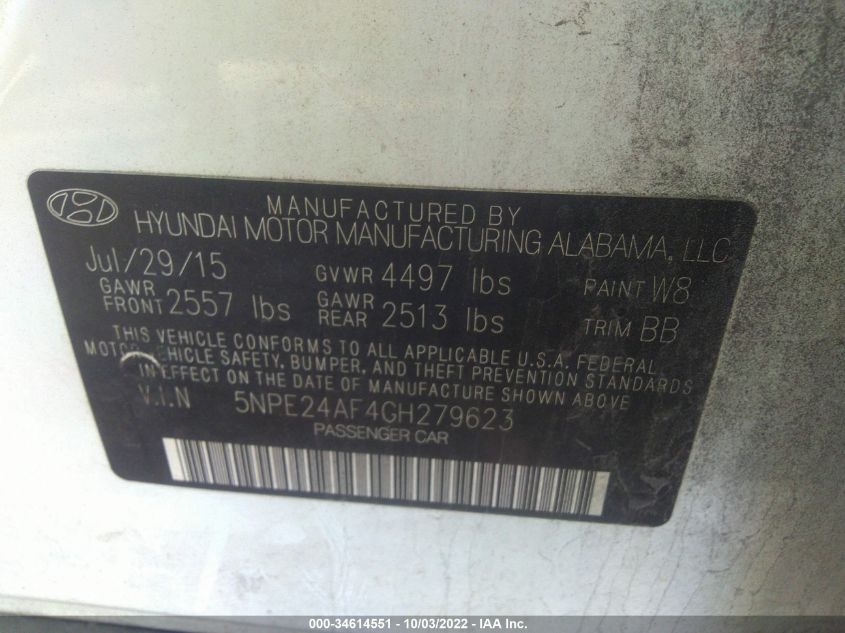 MANUFACTURED BY
HYUNDAI MOTOR MANUFACTURING ALABAMA, LLC
Jul/29/15 GVWR 4497 lbs PAINT W8
GAWR FRONT 2557 lbs GAWR REAR 2513 lbs TRIM BB
THIS VEHICLE CONFORMS TO ALL APPLICABLE U.S.A. FEDERAL
MOTOR VEHICLE SAFETY, BUMPER, AND THEFT PREVENTION STANDARDS
IN EFFECT ON THE DATE OF MANUFACTURE SHOWN ABOVE.
V.I.N 5NPE24AF4GH279623
PASSENGER CAR
000-34614551 - 10/03/2022 - IAA Inc.